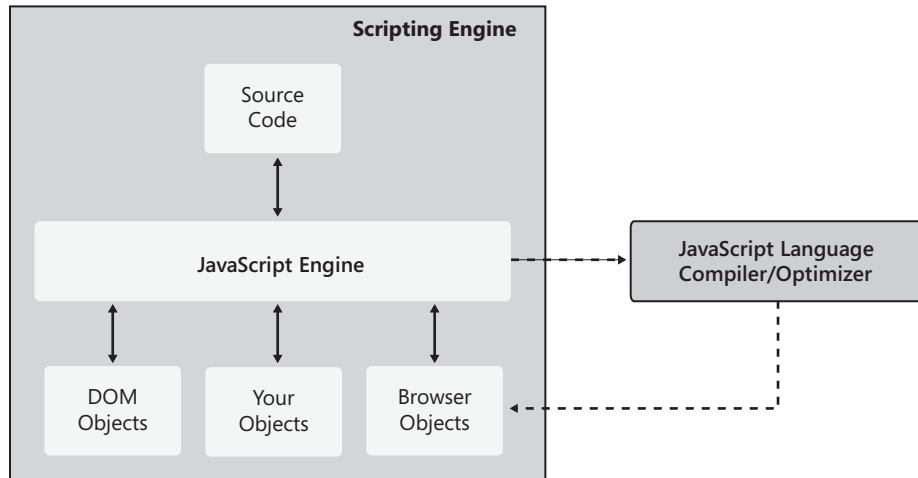 Scripting Engine
Source
Code
JavaScript Engine
JavaScript Language
Compiler/Optimizer
DOM
Objects
Your
Objects
Browser
Objects